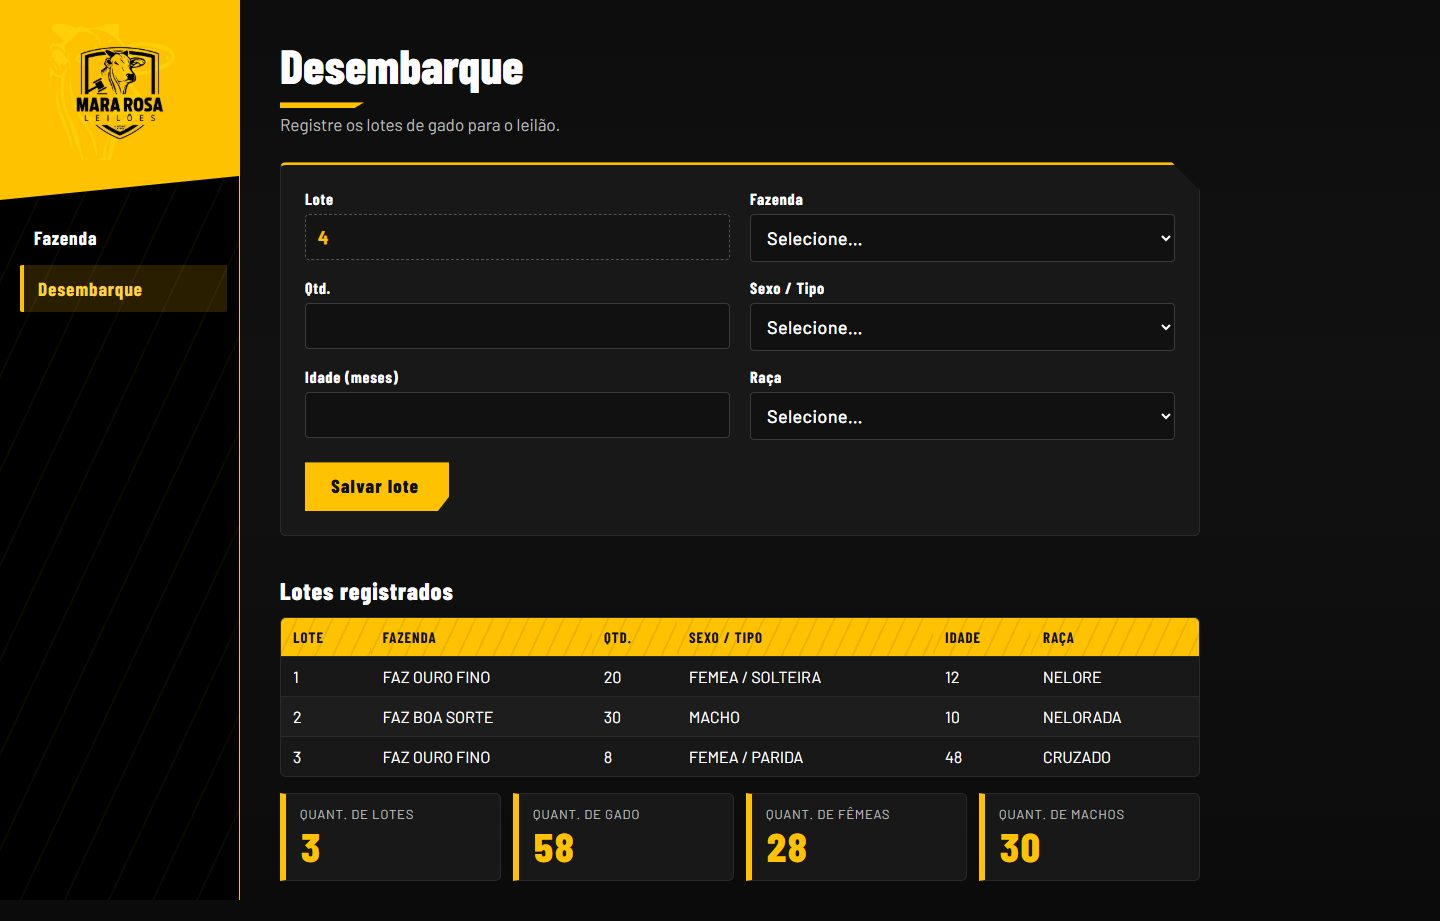 MARA ROSA
LEILÕES
Fazenda
Desembarque
Desembarque
Registre os lotes de gado para o leilão.
Lote
Fazenda
4
Selecione...
Qtd.
Sexo / Tipo
Selecione...
Idade (meses)
Raça
Selecione...
Salvar lote
Lotes registrados
LOTE FAZENDA QTD. SEXO / TIPO IDADE RAÇA
1 FAZ OURO FINO 20 FEMEA / SOLTEIRA 12 NELORE
2 FAZ BOA SORTE 30 MACHO 10 NELORADA
3 FAZ OURO FINO 8 FEMEA / PARIDA 48 CRUZADO
QUANT. DE LOTES
3
QUANT. DE GADO
58
QUANT. DE FÊMEAS
28
QUANT. DE MACHOS
30